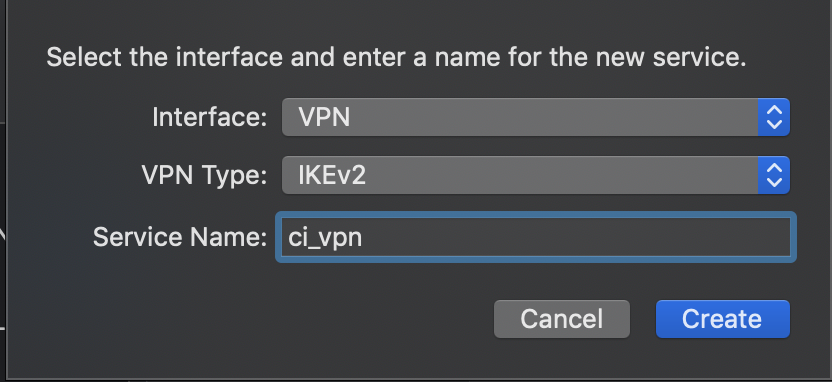 Select the interface and enter a name for the new service.
Interface: VPN
VPN Type: IKEv2
Service Name: ci_vpn
Cancel Create